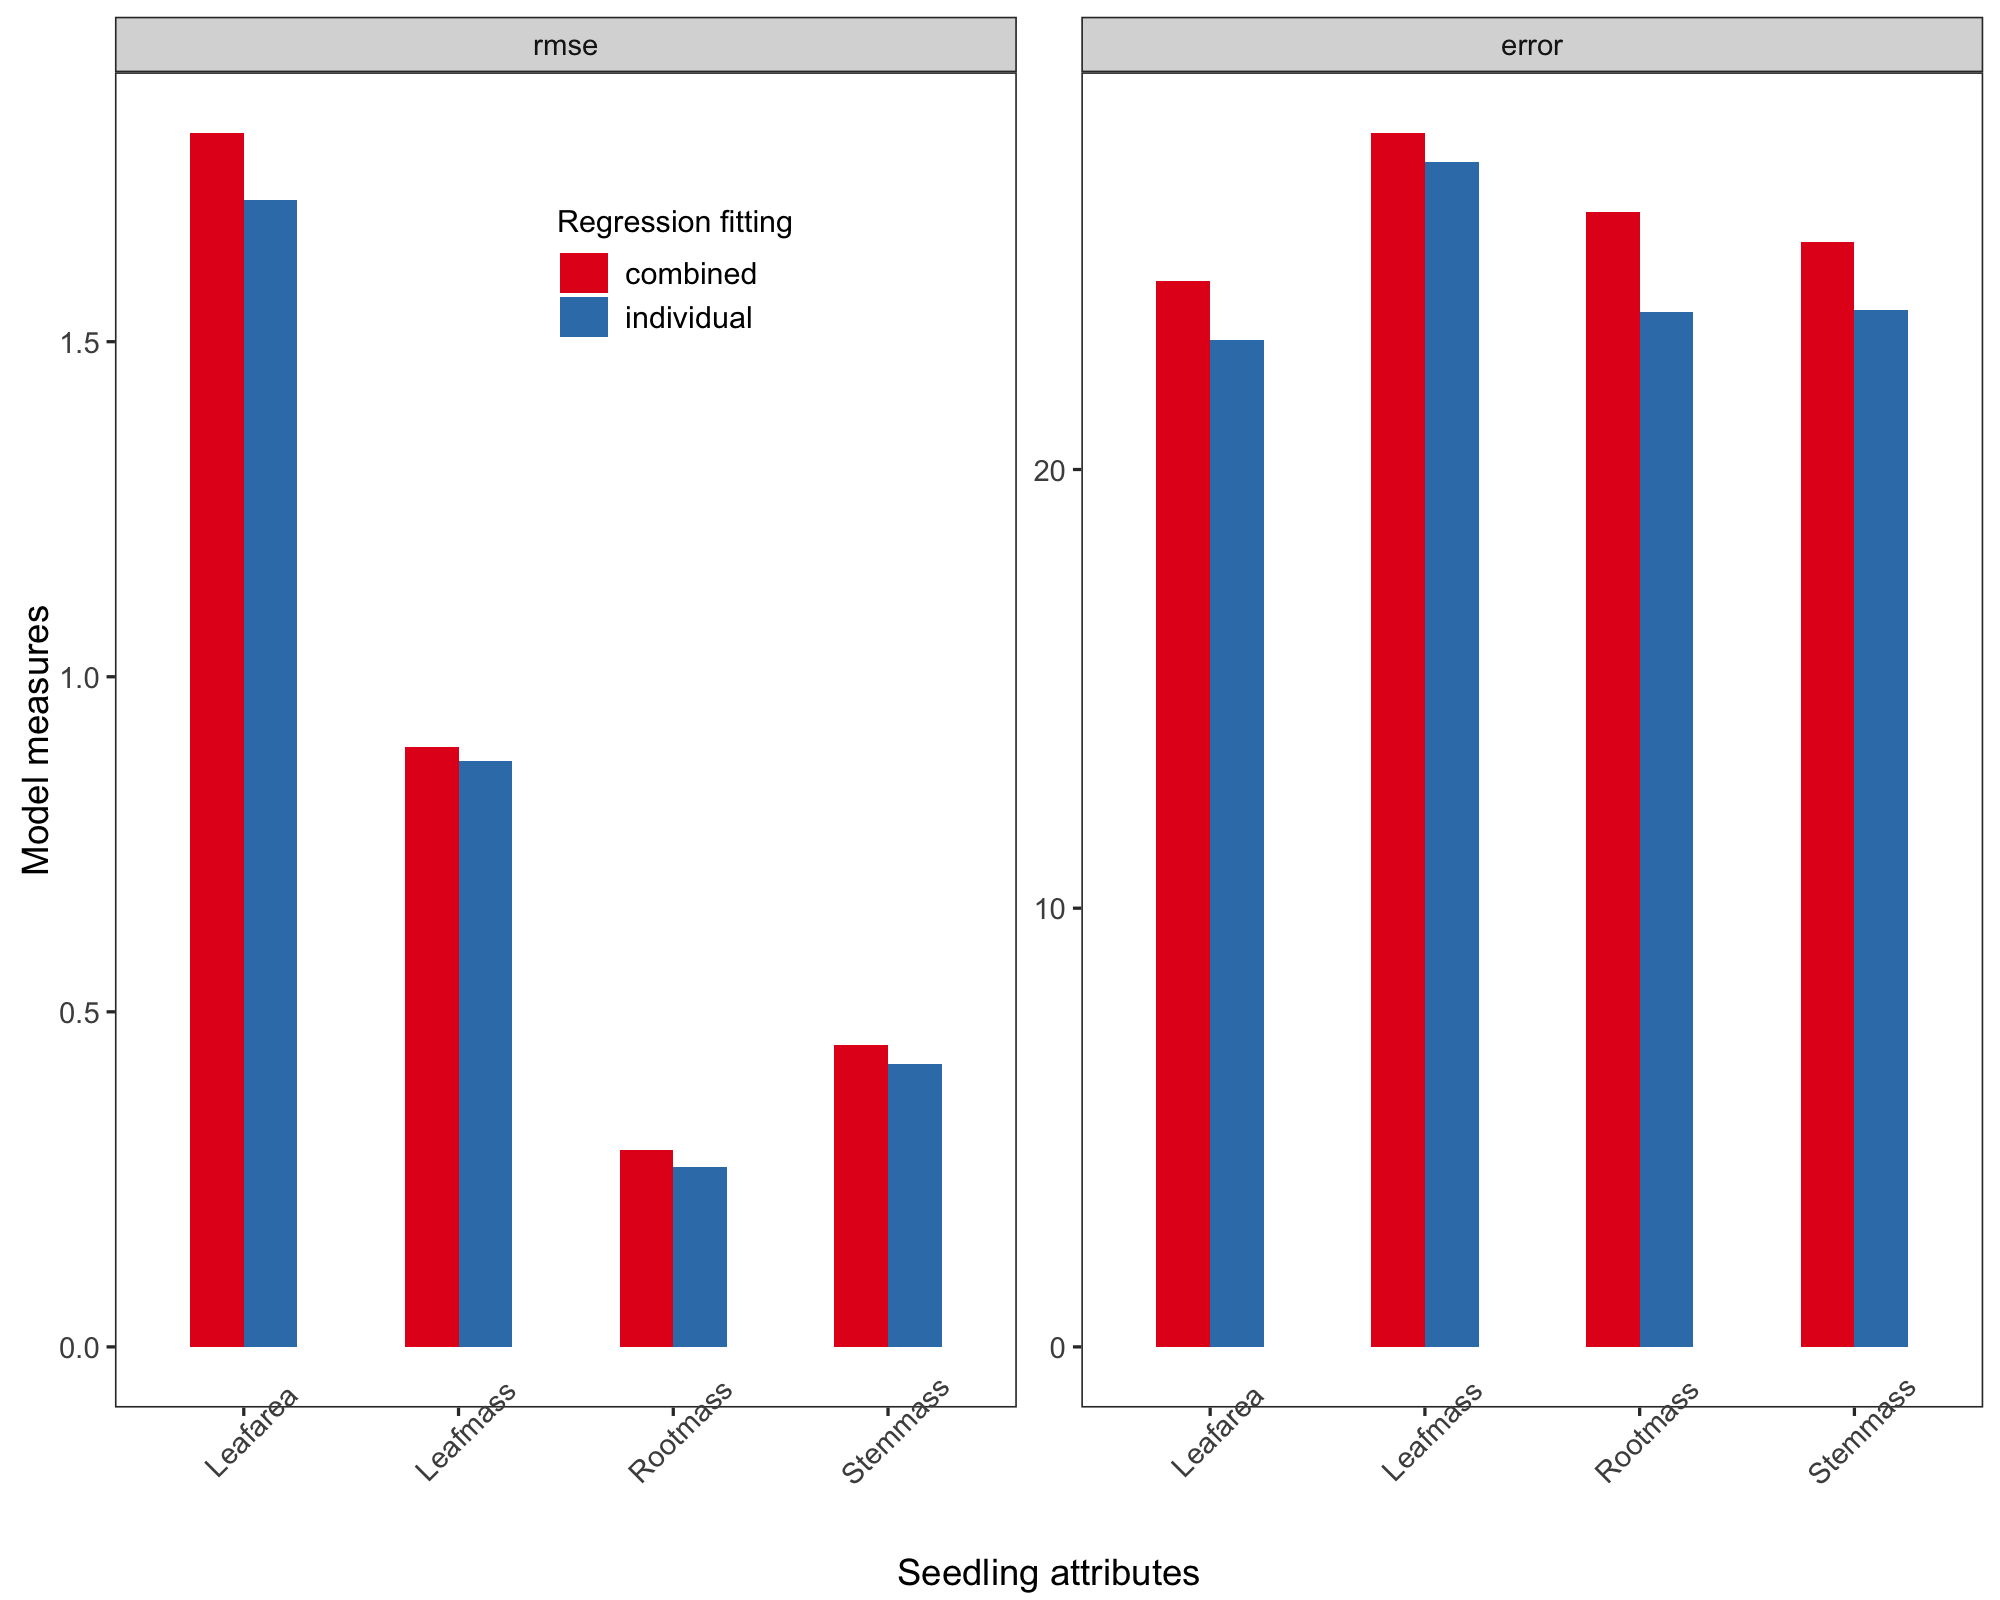 rmse
error
Regression fitting
combined
individual
Model measures
1.5
1.0
0.5
0.0
20
10
0
Leafarea
Leafmass
Rootmass
Stemmass
Leafarea
Leafmass
Rootmass
Stemmass
Seedling attributes